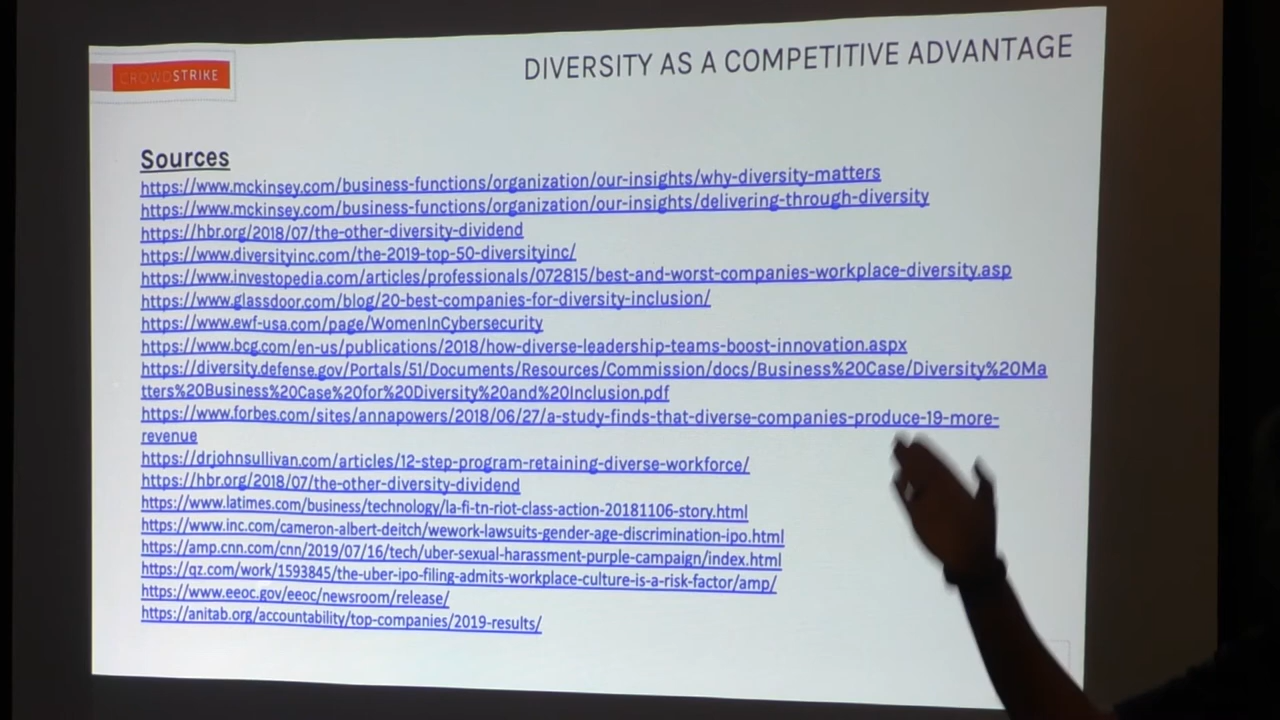 CROWDSTRIKE
DIVERSITY AS A COMPETITIVE ADVANTAGE
Sources
https://www.mckinsey.com/business-functions/organization/our-insights/why-diversity-matters
https://www.mckinsey.com/business-functions/organization/our-insights/delivering-through-diversity
https://hbr.org/2018/07/the-other-diversity-dividend
https://www.diversityinc.com/the-2019-top-50-diversityinc/
https://www.investopedia.com/articles/professionals/072815/best-and-worst-companies-workplace-diversity.asp
https://www.glassdoor.com/blog/20-best-companies-for-diversity-inclusion/
https://www.ewf-usa.com/page/WomenInCybersecurity
https://www.bcg.com/en-us/publications/2018/how-diverse-leadership-teams-boost-innovation.aspx
https://diversity.defense.gov/Portals/51/Documents/Resources/Commission/docs/Business%20Case/Diversity%20Ma
tters%20Business%20Case%20for%20Diversity%20and%20Inclusion.pdf
https://www.forbes.com/sites/annapowers/2018/06/27/a-study-finds-that-diverse-companies-produce-19-more-
revenue
https://drjohnsullivan.com/articles/12-step-program-retaining-diverse-workforce/
https://hbr.org/2018/07/the-other-diversity-dividend
https://www.latimes.com/business/technology/la-fi-tn-riot-class-action-20181106-story.html
https://www.inc.com/cameron-albert-deitch/wework-lawsuits-gender-age-discrimination-ipo.html
https://amp.cnn.com/cnn/2019/07/16/tech/uber-sexual-harassment-purple-campaign/index.html
https://qz.com/work/1593845/the-uber-ipo-filing-admits-workplace-culture-is-a-risk-factor/amp/
https://www.eeoc.gov/eeoc/newsroom/release/
https://anitab.org/accountability/top-companies/2019-results/